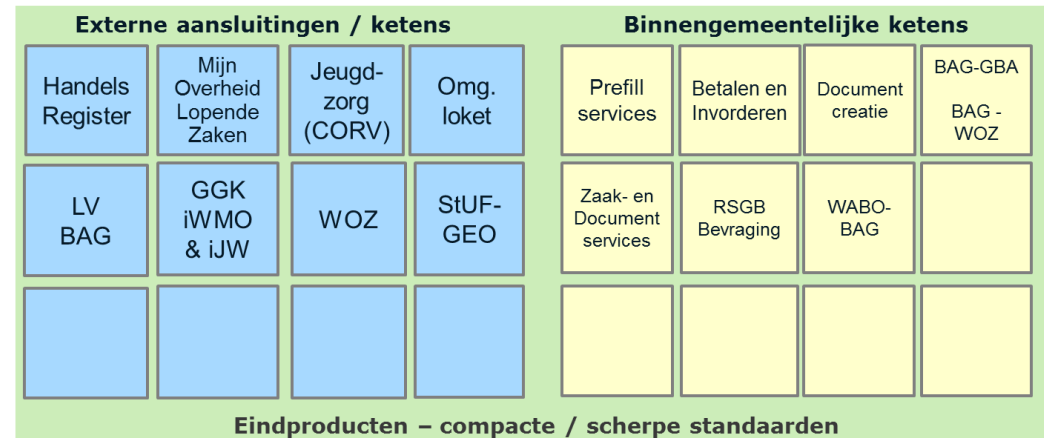 Externe aansluitingen / ketens
Binnengemeentelijke ketens
Handels
Register
Mijn
Overheid
Lopende
Zaken
Jeugd-
zorg
(CORV)
Omg.
loket
Prefill
services
Betalen en
Invorderen
Document
creatie
BAG-GBA
BAG -
WOZ
LV
BAG
GGK
iWMO
& iJW
WOZ
StUF-
GEO
Zaak- en
Document
services
RSGB
Bevraging
WABO-
BAG
Eindproducten – compacte / scherpe standaarden